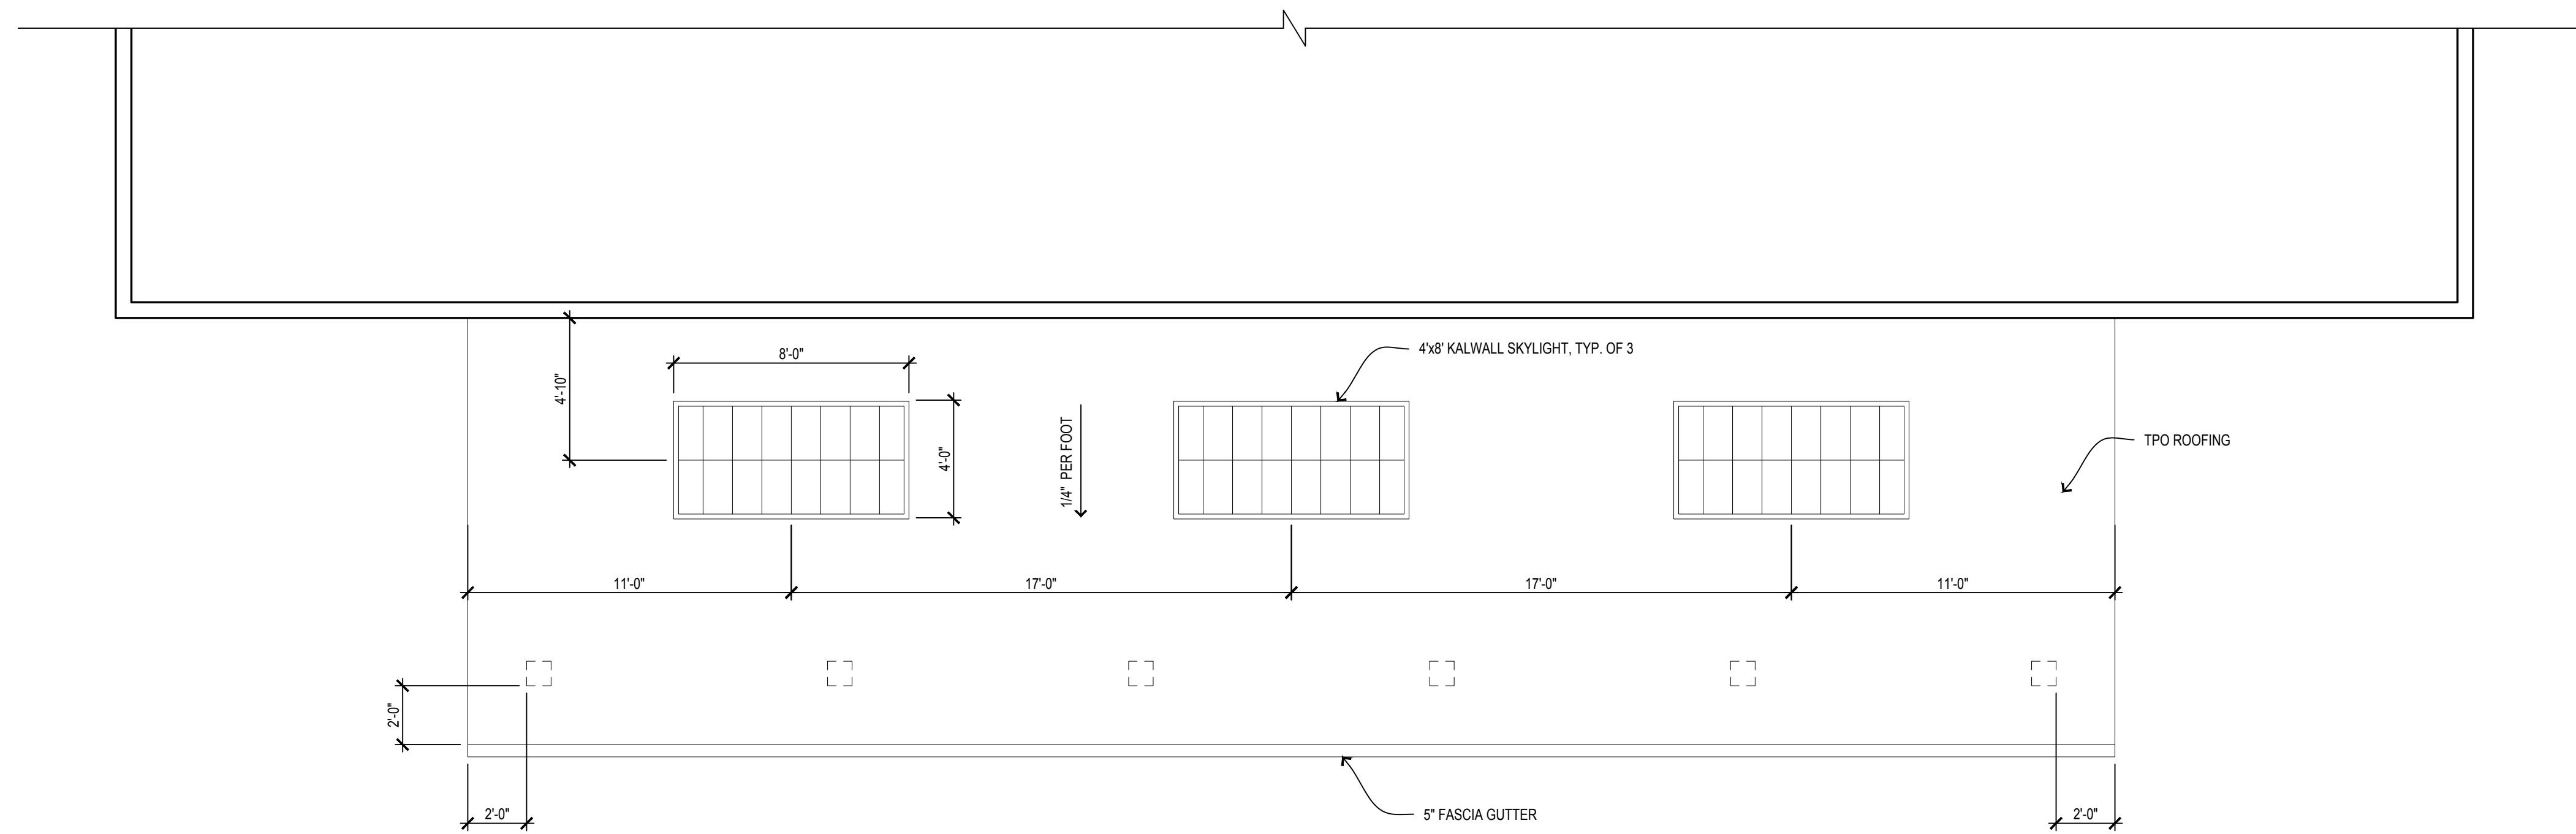 8'-0"
4'x8' KALWALL SKYLIGHT, TYP. OF 3
4'-10"
4'-0"
1/4" PER FOOT
TPO ROOFING
11'-0"
17'-0"
17'-0"
11'-0"
2'-0"
2'-0"
5" FASCIA GUTTER
2'-0"